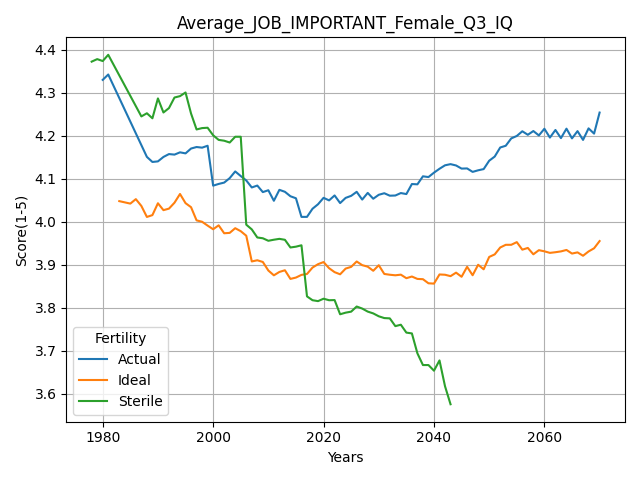 Average_JOB_IMPORTANT_Female_Q3_IQ
4.4
4.3
4.2
4.1
4.0
3.9
3.8
3.7
3.6
Score(1-5)
Fertility
Actual
Ideal
Sterile
1980 2000 2020 2040 2060
Years